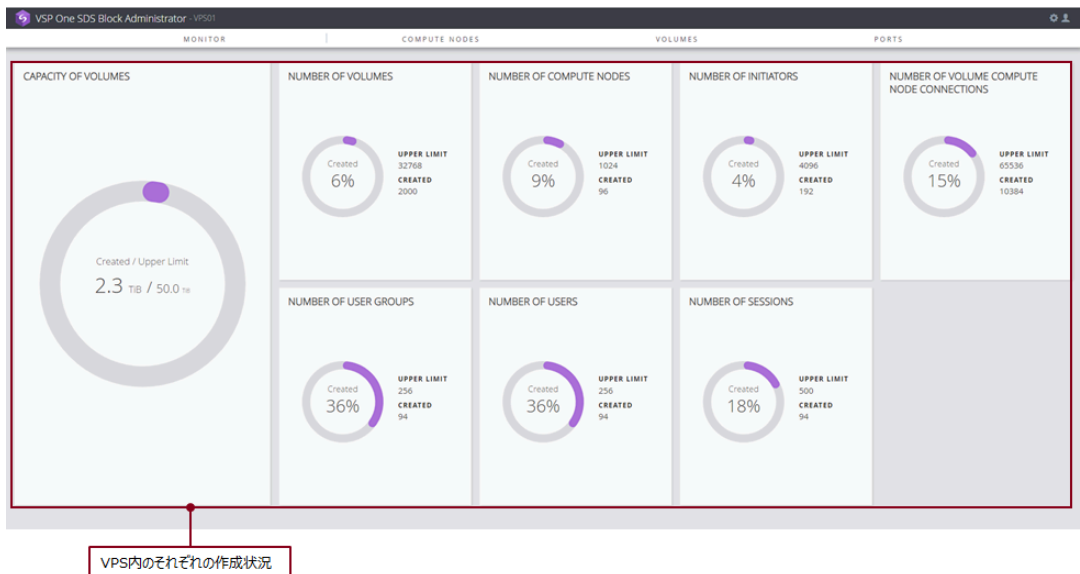 VSP One SDS Block Administrator - VPS01
MONITOR
COMPUTE NODES
VOLUMES
PORTS
CAPACITY OF VOLUMES
Created / Upper Limit
2.3 TiB / 50.0 TiB
NUMBER OF VOLUMES
Created
6%
UPPER LIMIT
32768
CREATED
2000
NUMBER OF COMPUTE NODES
Created
9%
UPPER LIMIT
1024
CREATED
96
NUMBER OF INITIATORS
Created
4%
UPPER LIMIT
4096
CREATED
192
NUMBER OF VOLUME COMPUTE
NODE CONNECTIONS
Created
15%
UPPER LIMIT
65536
CREATED
10384
NUMBER OF USER GROUPS
Created
36%
UPPER LIMIT
256
CREATED
94
NUMBER OF USERS
Created
36%
UPPER LIMIT
256
CREATED
94
NUMBER OF SESSIONS
Created
18%
UPPER LIMIT
500
CREATED
94
VPS内のそれぞれの作成状況